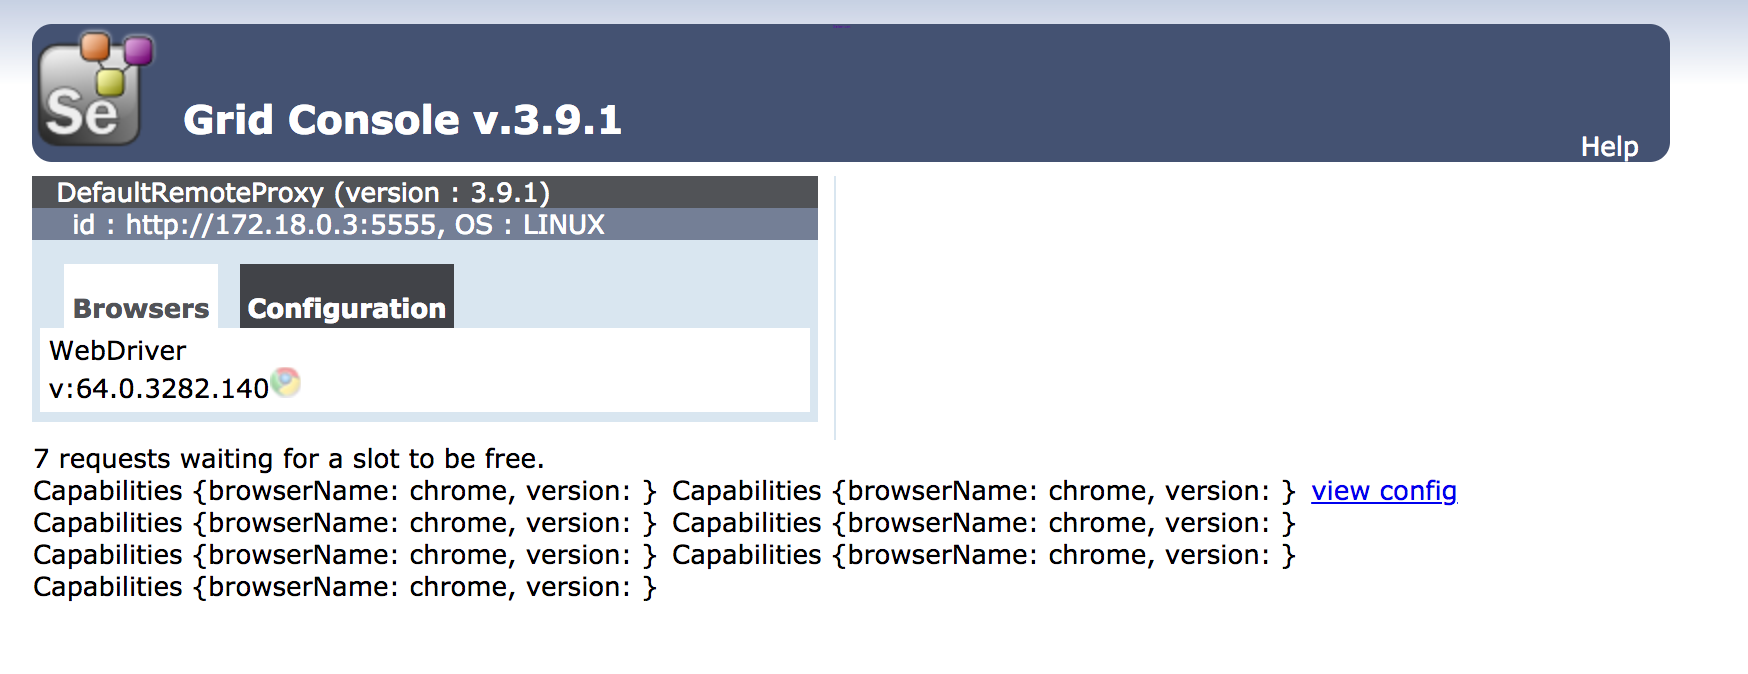 Se
Grid Console v.3.9.1
Help
DefaultRemoteProxy (version : 3.9.1)
id : http://172.18.0.3:5555, OS : LINUX
Browsers Configuration
WebDriver
v:64.0.3282.140
7 requests waiting for a slot to be free.
Capabilities {browserName: chrome, version: } Capabilities {browserName: chrome, version: } view config
Capabilities {browserName: chrome, version: } Capabilities {browserName: chrome, version: }
Capabilities {browserName: chrome, version: } Capabilities {browserName: chrome, version: }
Capabilities {browserName: chrome, version: }